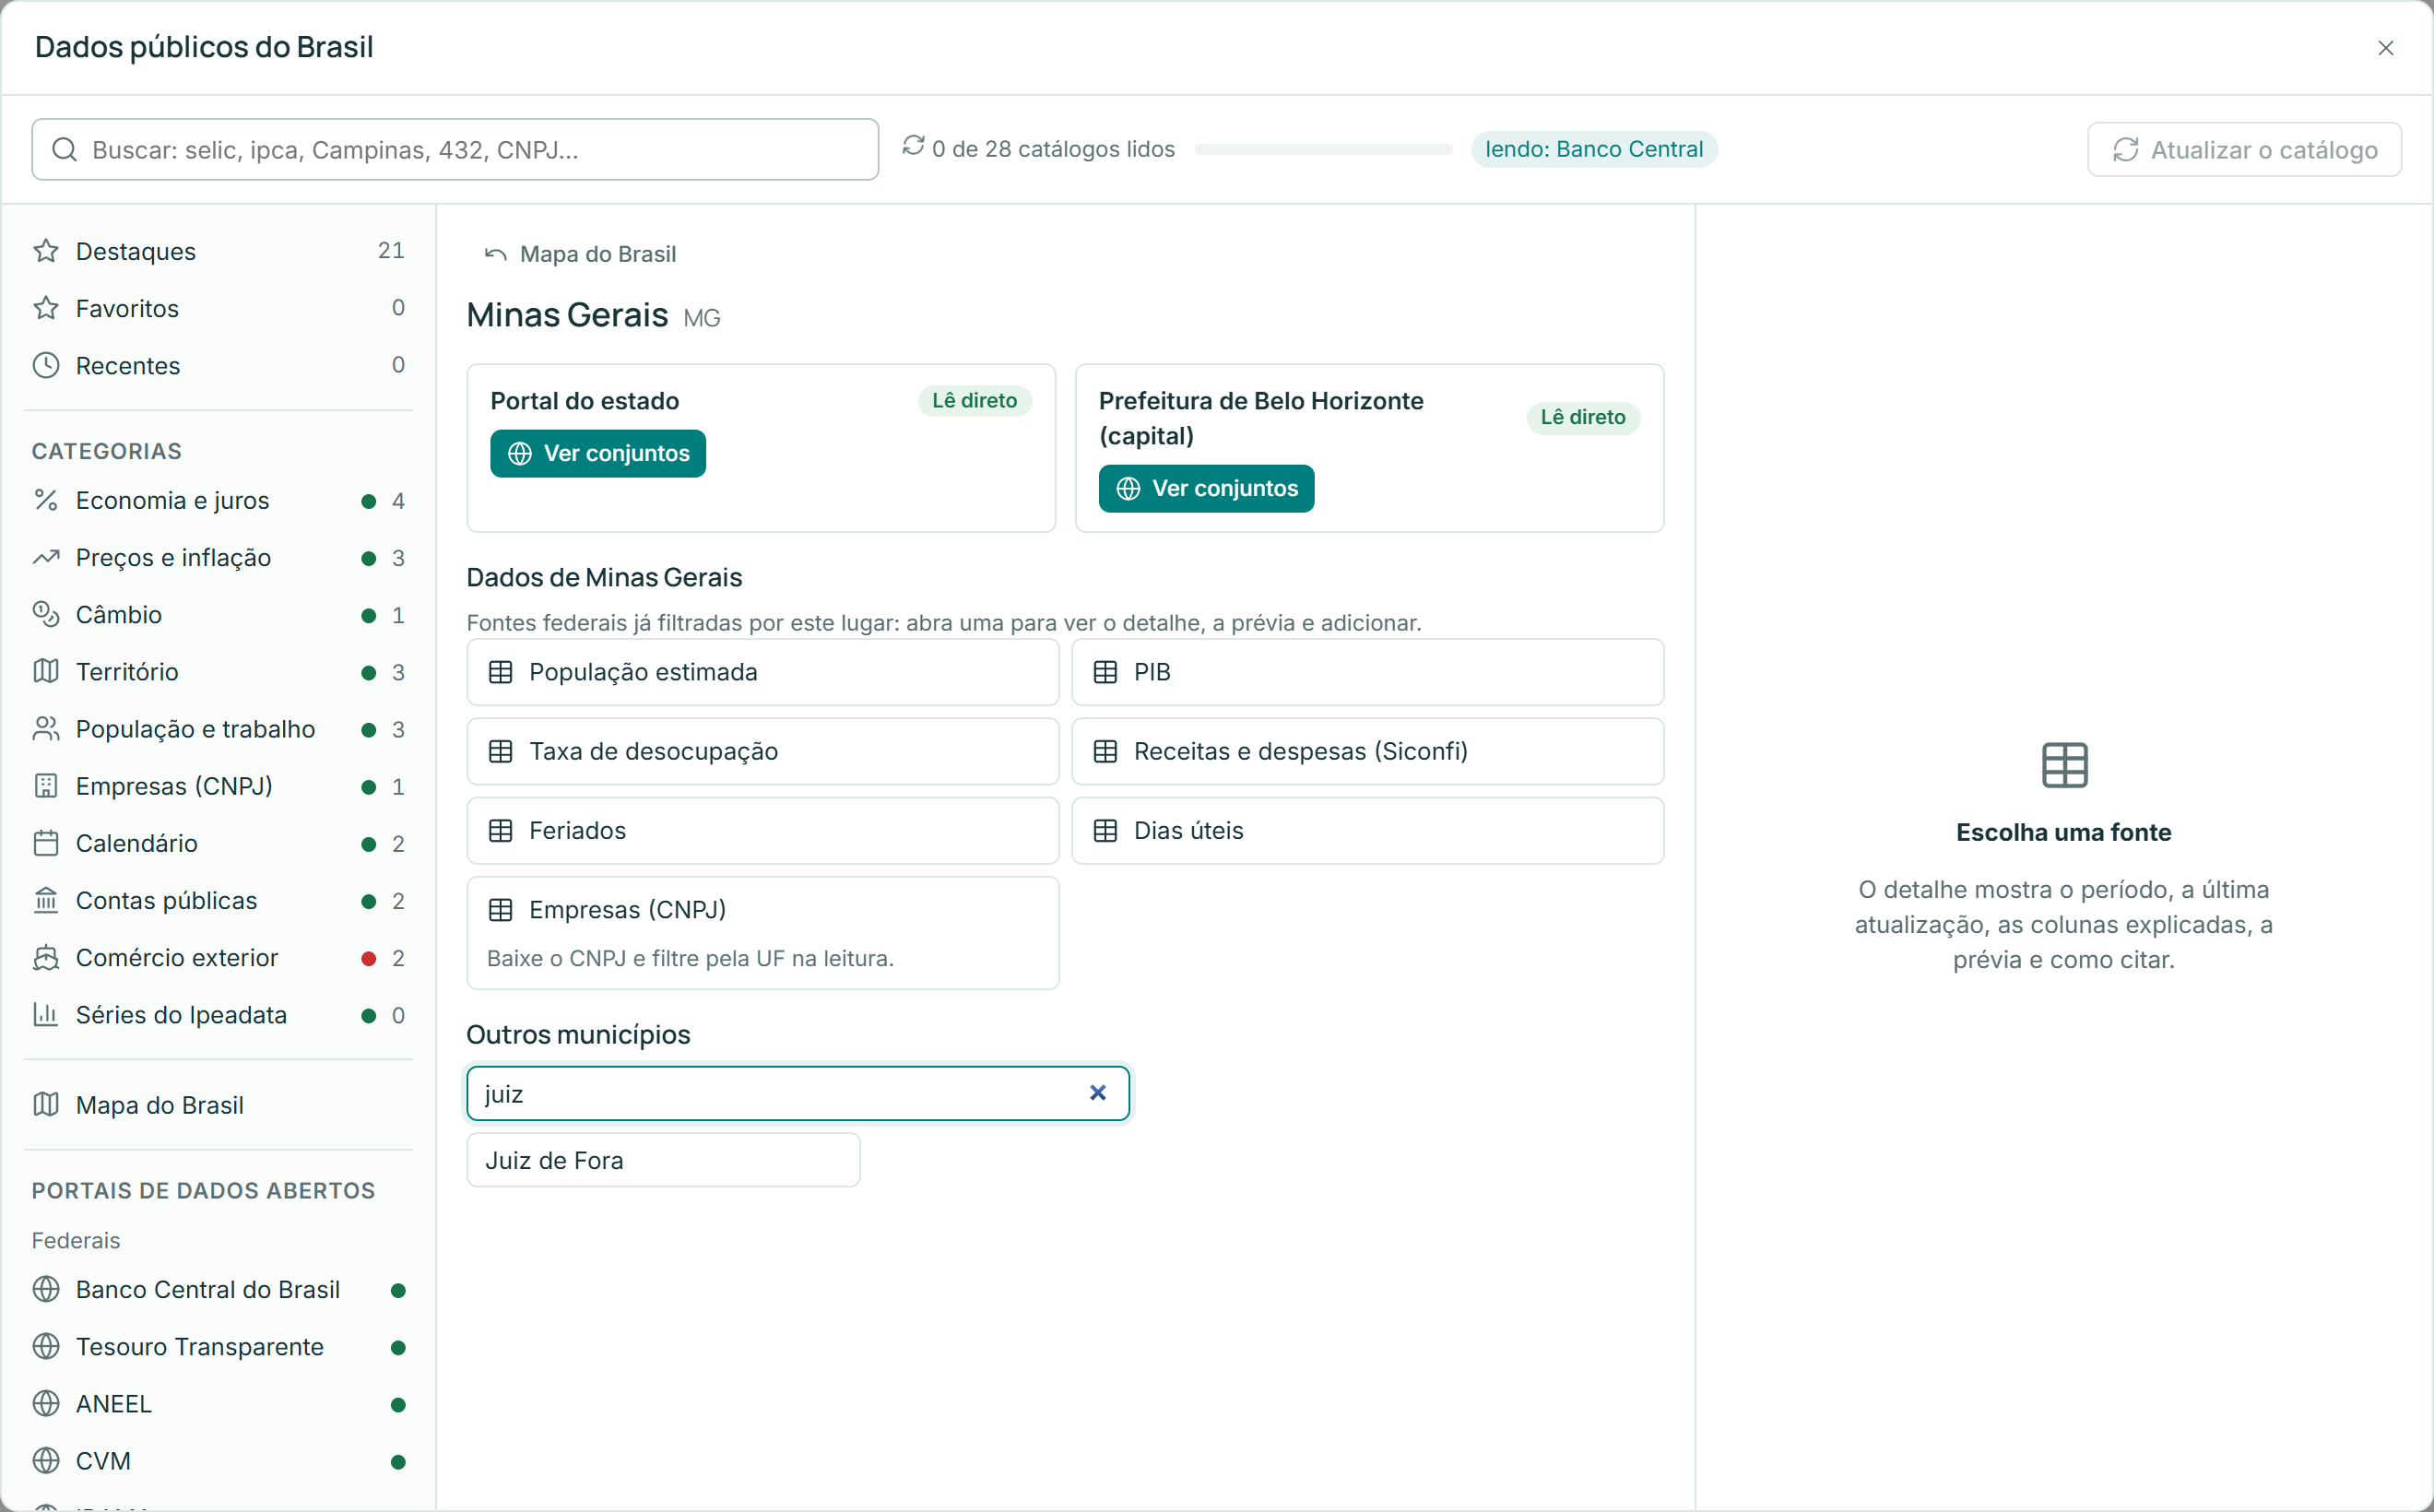 Dados públicos do Brasil
Buscar: selic, ipca, Campinas, 432, CNPJ...
0 de 28 catálogos lidos
lendo: Banco Central
Atualizar o catálogo
Destaques 21
Favoritos 0
Recentes 0
CATEGORIAS
Economia e juros 4
Preços e inflação 3
Câmbio 1
Território 3
População e trabalho 3
Empresas (CNPJ) 1
Calendário 2
Contas públicas 2
Comércio exterior 2
Séries do Ipeadata 0
Mapa do Brasil
PORTAIS DE DADOS ABERTOS
Federais
Banco Central do Brasil
Tesouro Transparente
ANEEL
CVM
Mapa do Brasil
Minas Gerais MG
Portal do estado
Lê direto
Ver conjuntos
Prefeitura de Belo Horizonte
(capital)
Lê direto
Ver conjuntos
Dados de Minas Gerais
Fontes federais já filtradas por este lugar: abra uma para ver o detalhe, a prévia e adicionar.
População estimada
PIB
Taxa de desocupação
Receitas e despesas (Siconfi)
Feriados
Dias úteis
Empresas (CNPJ)
Baixe o CNPJ e filtre pela UF na leitura.
Outros municípios
juiz
Juiz de Fora
Escolha uma fonte
O detalhe mostra o período, a última
atualização, as colunas explicadas, a
prévia e como citar.